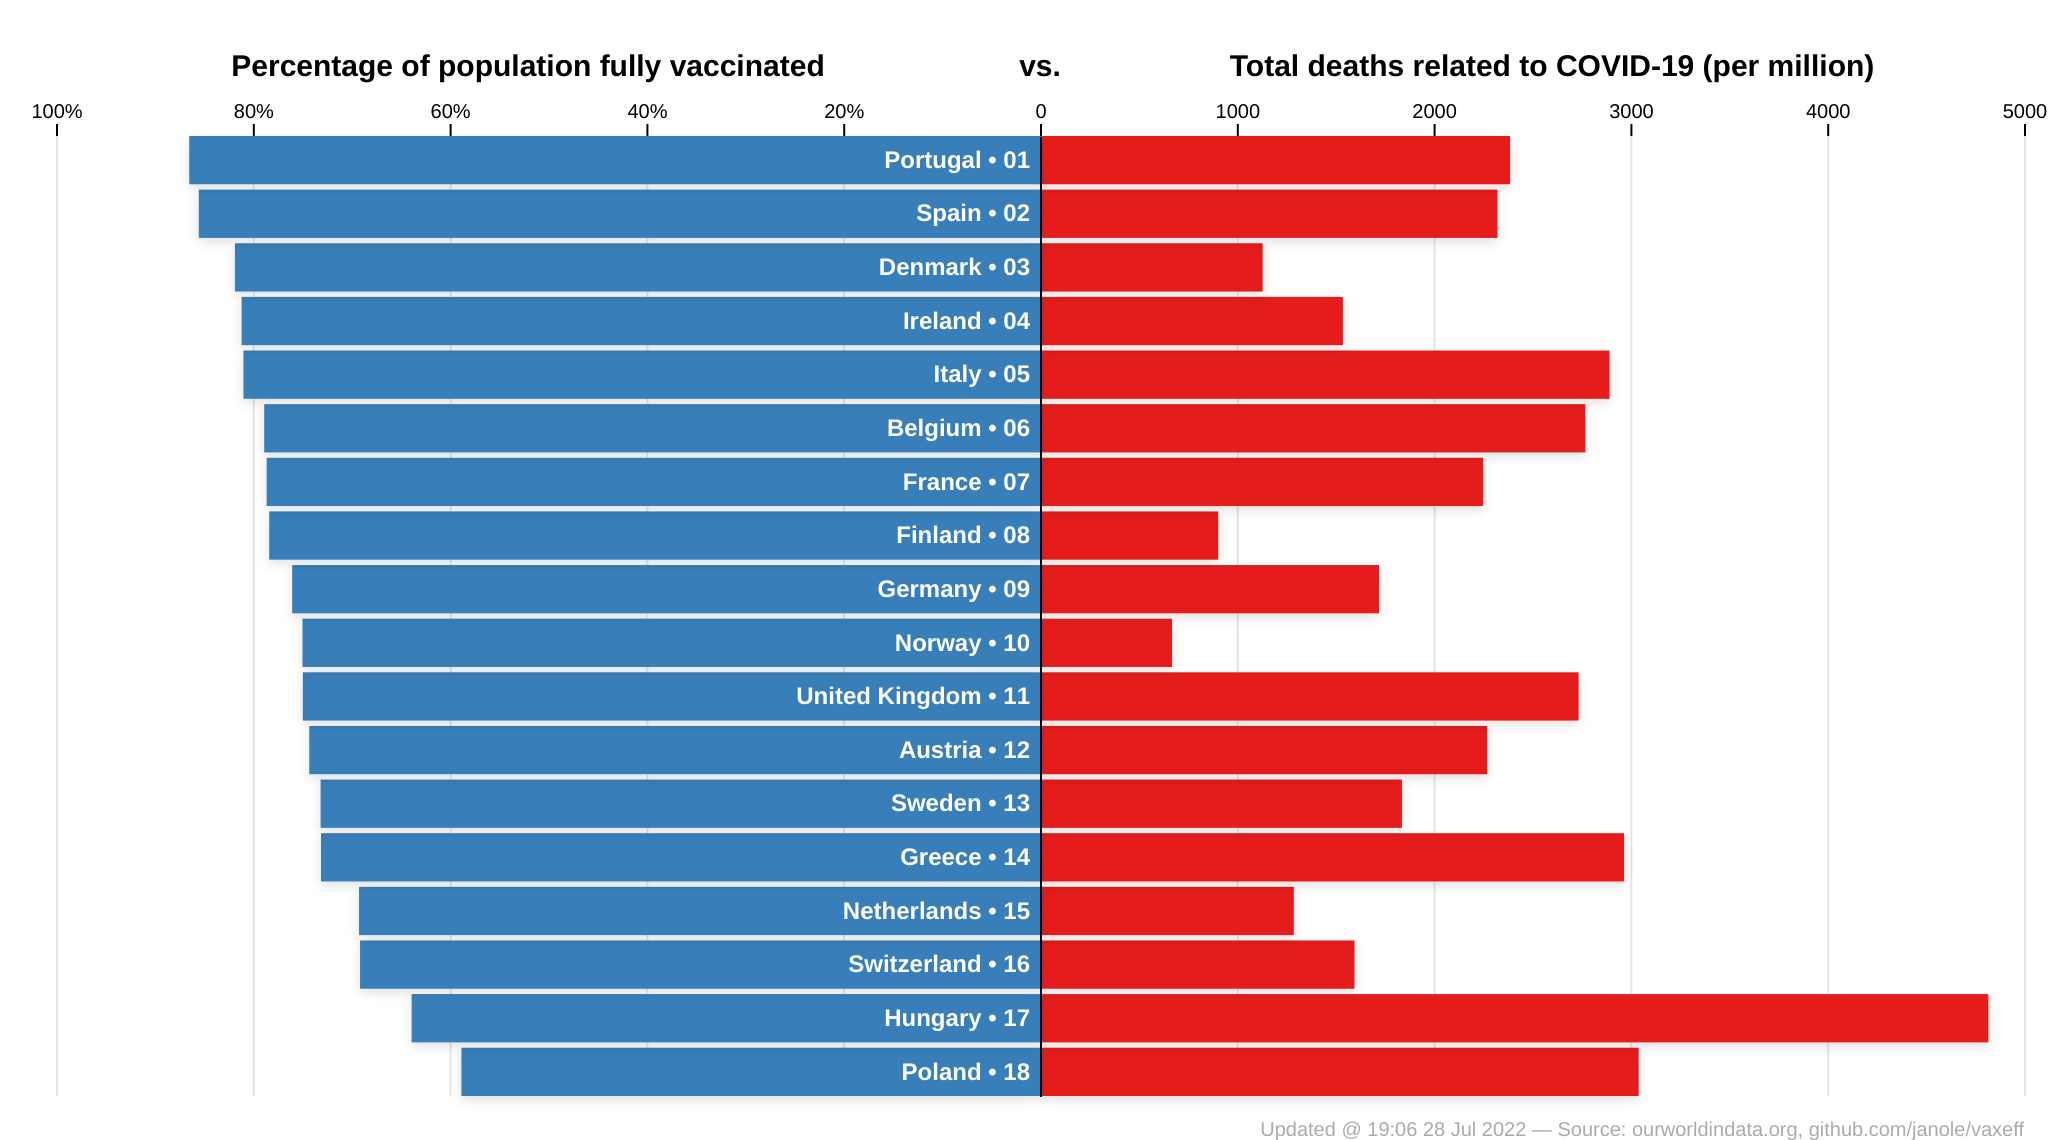 Percentage of population fully vaccinated vs. Total deaths related to COVID-19 (per million)
100% 80% 60% 40% 20% 0 1000 2000 3000 4000 5000
Portugal • 01
Spain • 02
Denmark • 03
Ireland • 04
Italy • 05
Belgium • 06
France • 07
Finland • 08
Germany • 09
Norway • 10
United Kingdom • 11
Austria • 12
Sweden • 13
Greece • 14
Netherlands • 15
Switzerland • 16
Hungary • 17
Poland • 18
Updated @ 19:06 28 Jul 2022 — Source: ourworldindata.org, github.com/janole/vaxeff